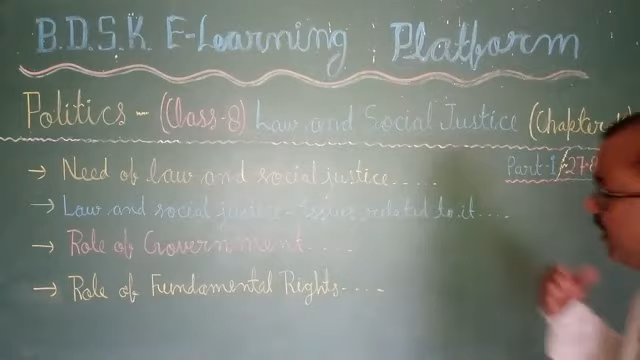 B.D.S.K. E-Learning Platform
Politics - (Class-8) Law and Social Justice (Chapter-
Part-1/27.8
→ Need of law and social justice.....
→ Law and social justice - Issues related to it....
→ Role of Government.....
→ Role of Fundamental Rights....